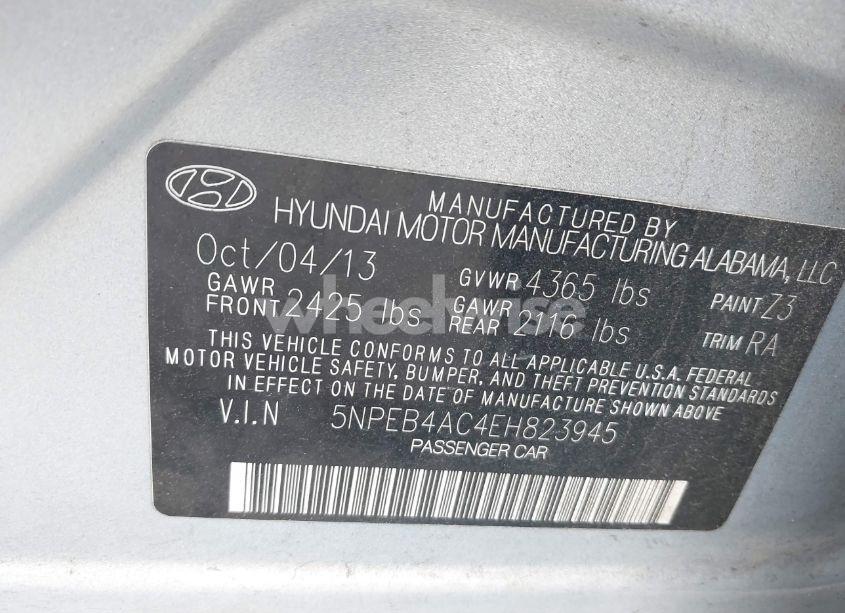 MANUFACTURED BY
HYUNDAI MOTOR MANUFACTURING ALABAMA, LLC
Oct/04/13 GVWR 4365 lbs PAINT Z3
GAWR FRONT 2425 lbs GAWR REAR lbs TRIM RA
wheelwise
THIS VEHICLE CONFORMS TO ALL APPLICABLE U.S.A. FEDERAL
MOTOR VEHICLE SAFETY, BUMPER, AND THEFT PREVENTION STANDARDS
IN EFFECT ON THE DATE OF MANUFACTURE SHOWN ABOVE
V.I.N 5NPEB4AC4EH823945
PASSENGER CAR